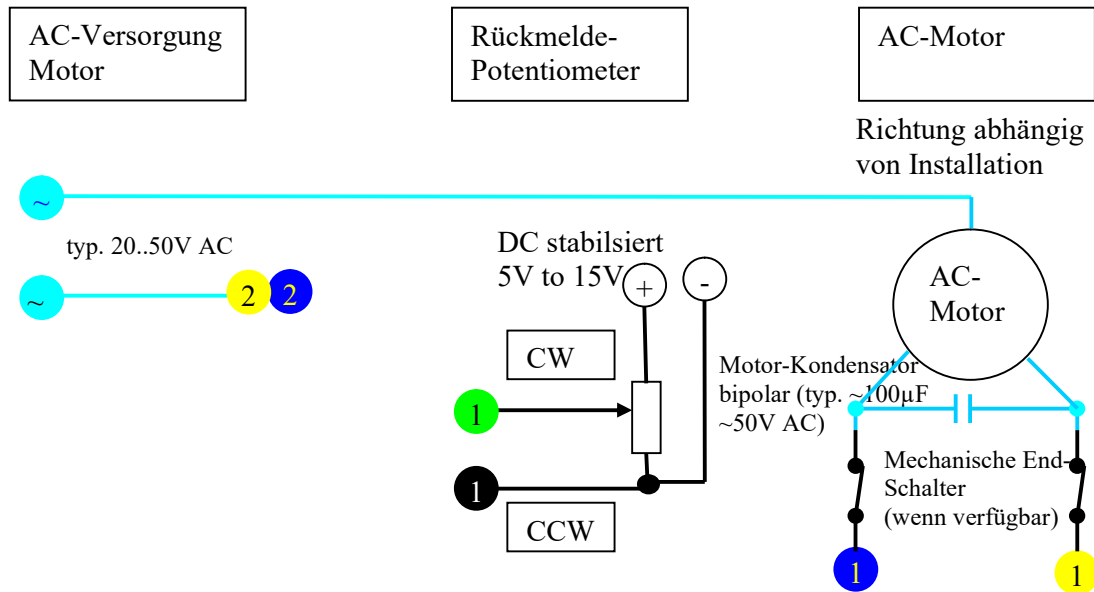 AC-Versorgung
Motor
Rückmelde-
Potentiometer
AC-Motor
Richtung abhängig
von Installation
~
typ. 20..50V AC
~
2
2
DC stabilsiert
5V to 15V
+
-
AC-
Motor
CW
1
1
CCW
Motor-Kondensator
bipolar (typ. ~100µF
~50V AC)
Mechanische End-
Schalter
(wenn verfügbar)
1
1